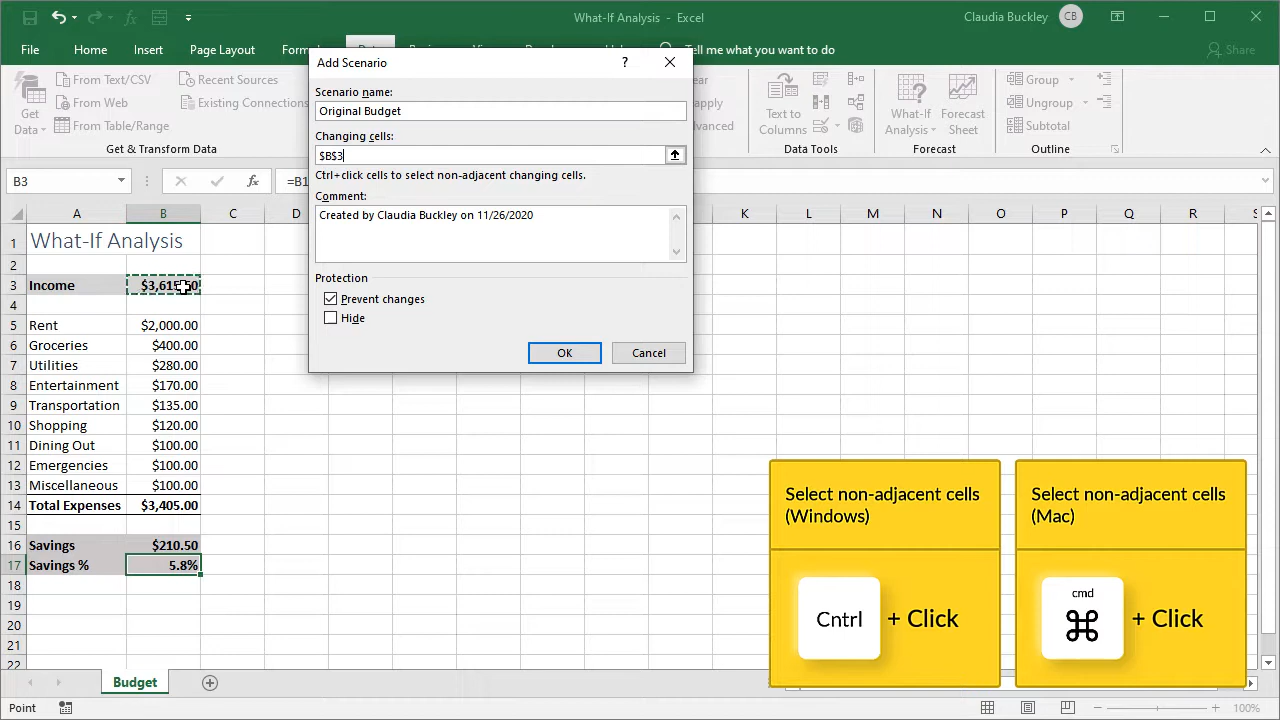 What-If Analysis - Excel
Claudia Buckley
CB
File
Home
Insert
Page Layout
Help
Tell me what you want to do
Share
Get
Data
From Text/CSV
From Web
From Table/Range
Recent Sources
Existing Connections
Get & Transform Data
Text to
Columns
Data Tools
What-If
Analysis
Forecast
Sheet
Forecast
Group
Ungroup
Subtotal
Outline
Add Scenario
?
Scenario name:
Original Budget
Changing cells:
$B$3
Ctrl+click cells to select non-adjacent changing cells.
Comment:
Created by Claudia Buckley on 11/26/2020
Protection
Prevent changes
Hide
OK
Cancel
B3
fx
=B1
A B C D K L M N O P Q R S
1 What-If Analysis
2
3 Income
4
5 Rent $2,000.00
6 Groceries $400.00
7 Utilities $280.00
8 Entertainment $170.00
9 Transportation $135.00
10 Shopping $120.00
11 Dining Out $100.00
12 Emergencies $100.00
13 Miscellaneous $100.00
14 Total Expenses $3,405.00
15
16 Savings $210.50
17 Savings % 5.8%
18
19
20
21
22
Select non-adjacent cells
(Windows)
Cntrl + Click
Select non-adjacent cells
(Mac)
cmd
⌘ + Click
Budget
Point
100%